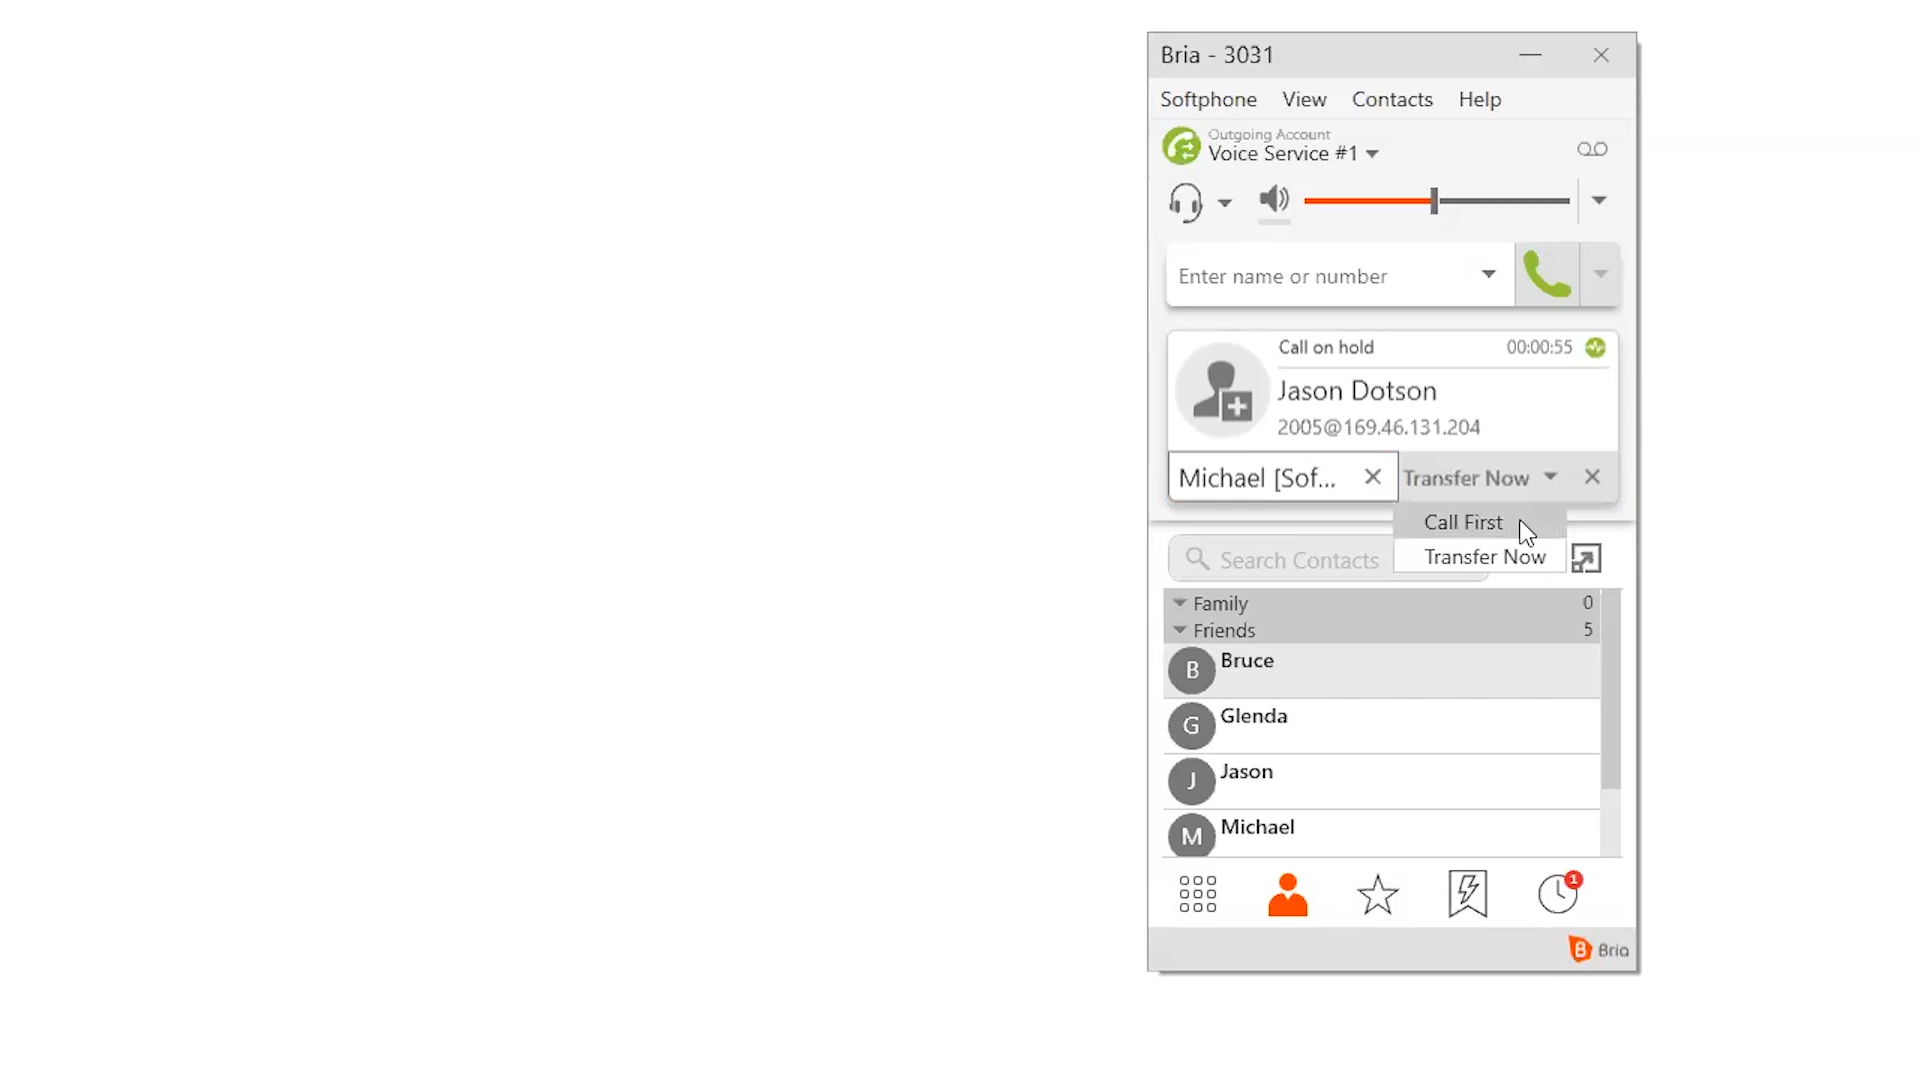 Bria - 3031
Softphone View Contacts Help
Outgoing Account
Voice Service #1
Enter name or number
Call on hold 00:00:55
Jason Dotson
2005@169.46.131.204
Michael [Sof... Transfer Now
Call First
Search Contacts Transfer Now
Family 0
Friends 5
B Bruce
G Glenda
J Jason
M Michael
1
B Bria